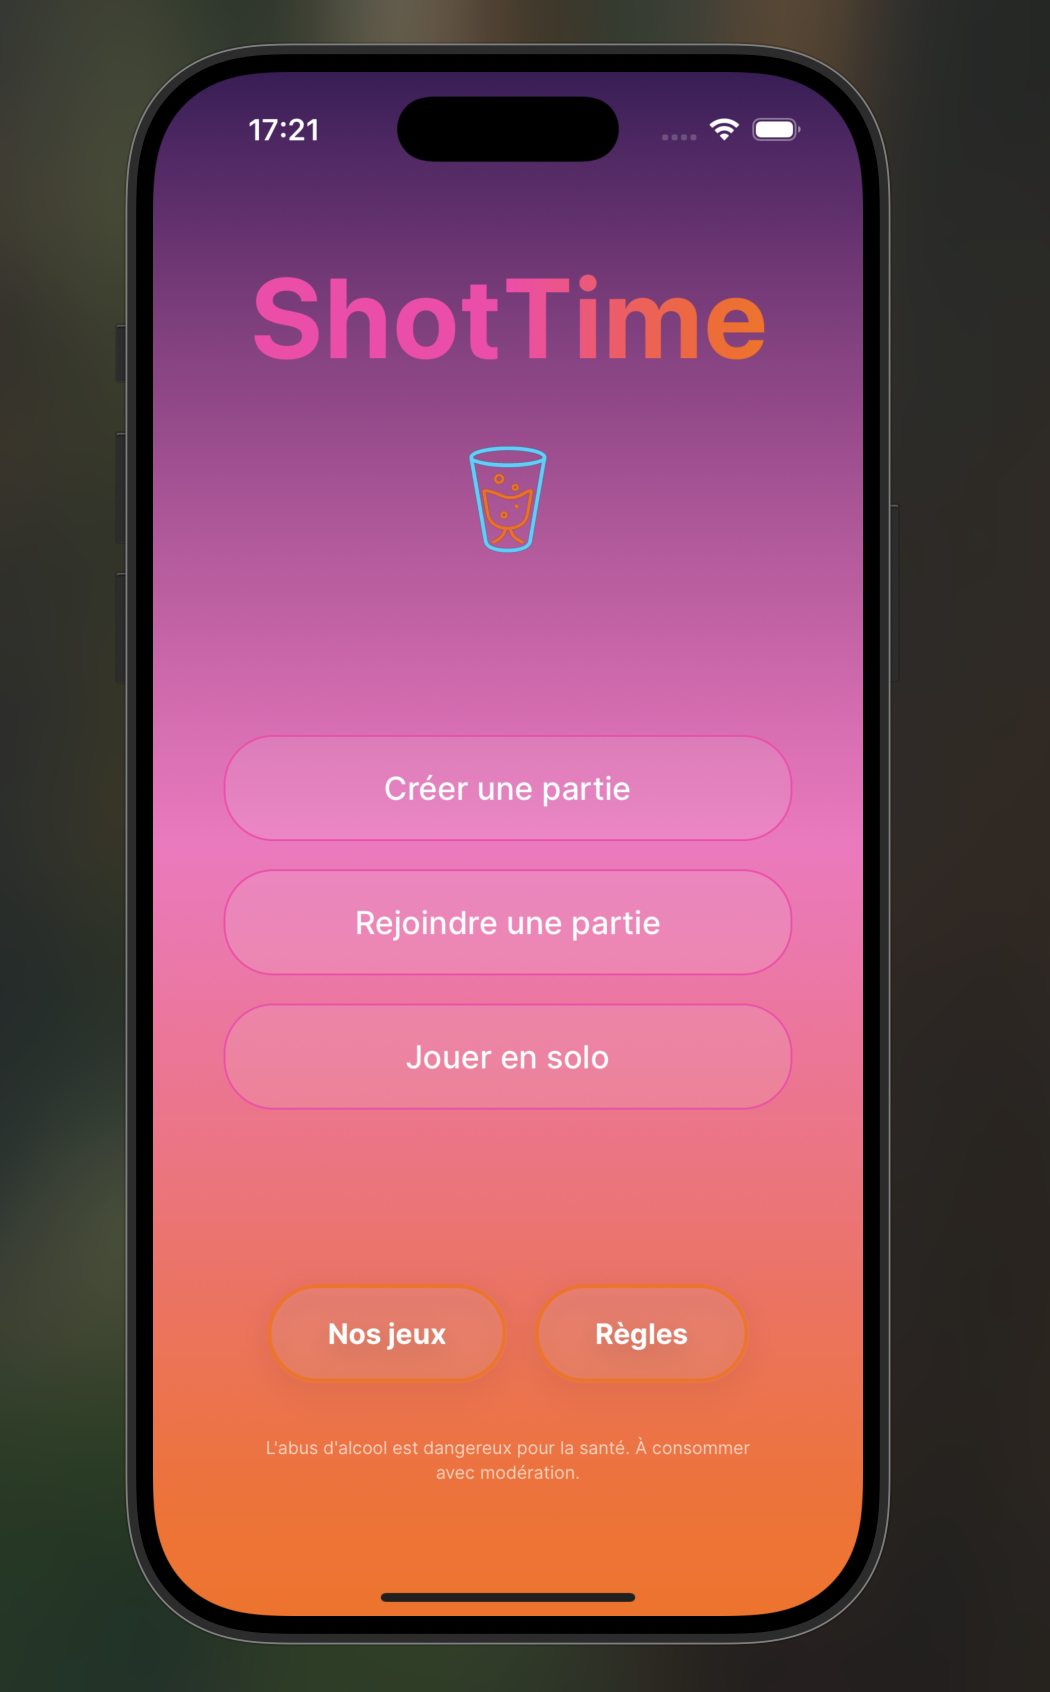 17:21
ShotTime
Créer une partie
Rejoindre une partie
Jouer en solo
Nos jeux
Règles
L'abus d'alcool est dangereux pour la santé. À consommer
avec modération.